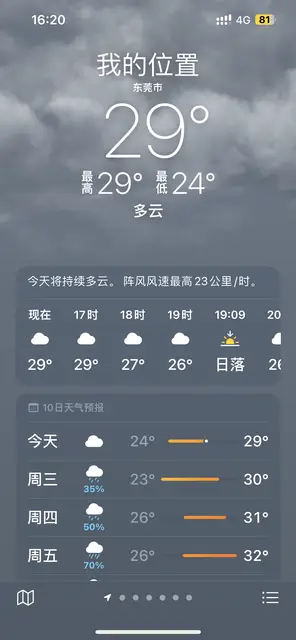 16:20 4G 81
我的位置
东莞市
29°
最高29° 最低24°
多云
今天将持续多云。阵风风速最高23公里/时。
现在 17时 18时 19时 19:09 20
29° 29° 27° 26° 日落 26
10日天气预报
今天 24° 29°
周三 35% 23° 30°
周四 50% 26° 31°
周五 70% 26° 32°